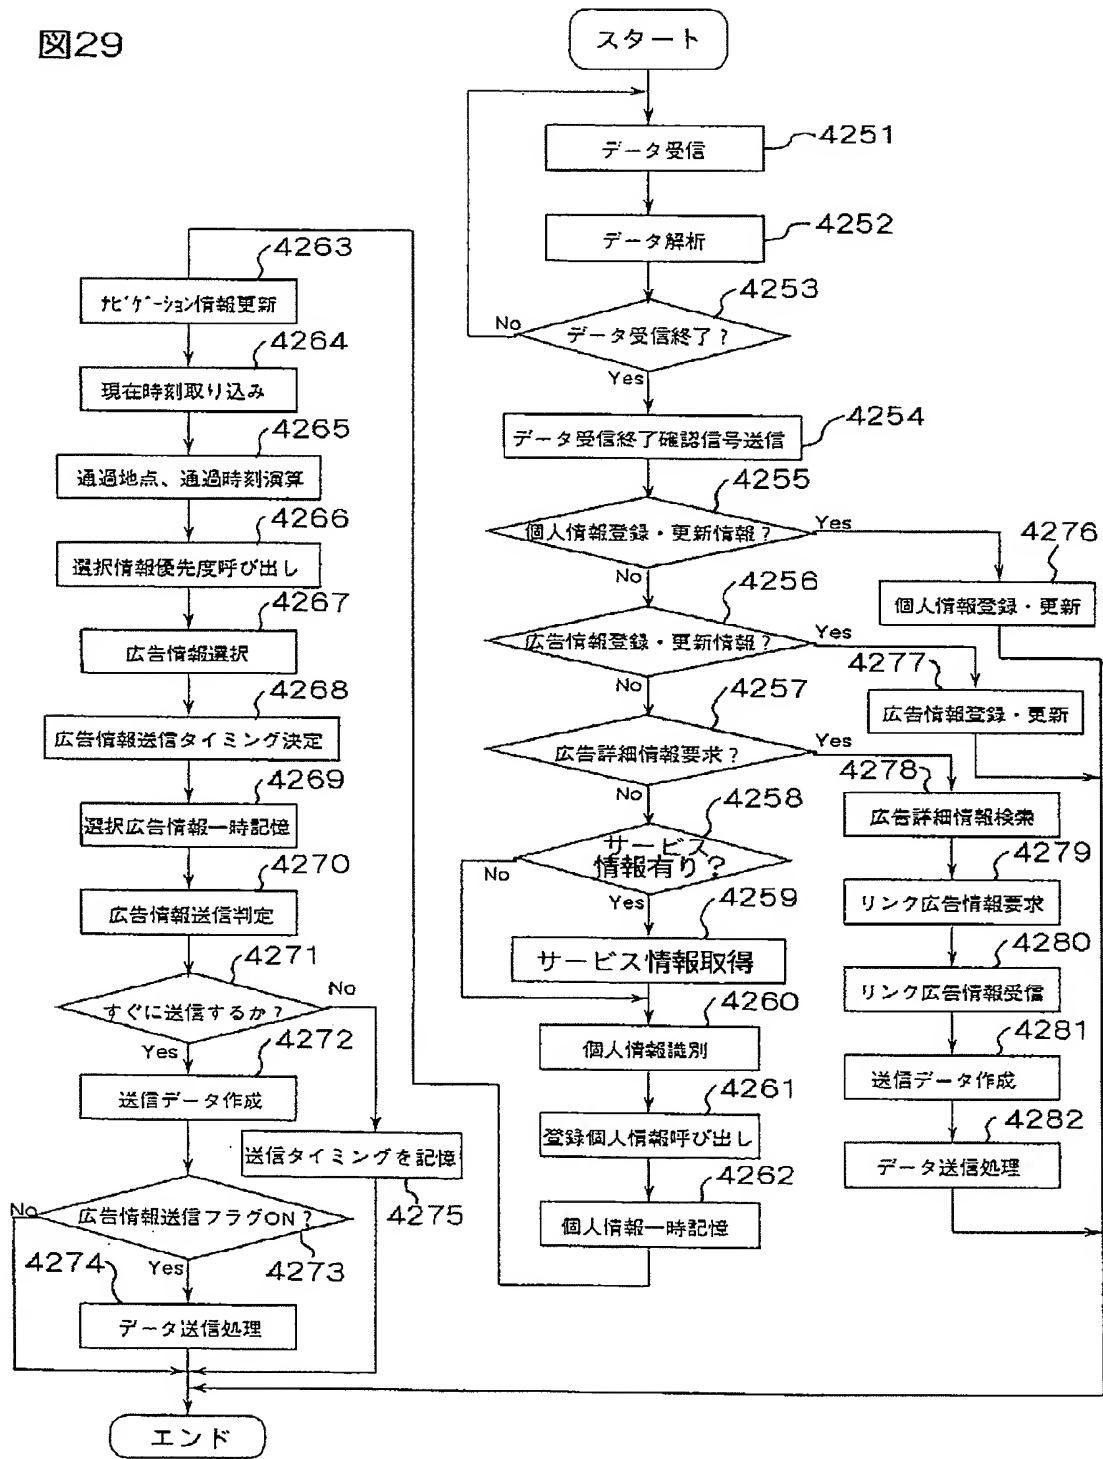 図29
スタート
データ受信
4251
データ解析
4252
データ受信終了?
4253
No
Yes
データ受信終了確認信号送信
4254
個人情報登録・更新情報?
4255
Yes
No
広告情報登録・更新情報?
4256
Yes
No
広告詳細情報要求?
4257
Yes
No
サービス
情報有り?
4258
No
Yes
サービス情報取得
4259
個人情報識別
4260
登録個人情報呼び出し
4261
個人情報一時記憶
4262
ナビゲーション情報更新
4263
現在時刻取り込み
4264
通過地点、通過時刻演算
4265
選択情報優先度呼び出し
4266
広告情報選択
4267
広告情報送信タイミング決定
4268
選択広告情報一時記憶
4269
広告情報送信判定
4270
すぐに送信するか?
4271
No
Yes
送信データ作成
4272
広告情報送信フラグON?
4273
No
Yes
データ送信処理
4274
送信タイミングを記憶
4275
個人情報登録・更新
4276
広告情報登録・更新
4277
広告詳細情報検索
4278
リンク広告情報要求
4279
リンク広告情報受信
4280
送信データ作成
4281
データ送信処理
4282
エンド